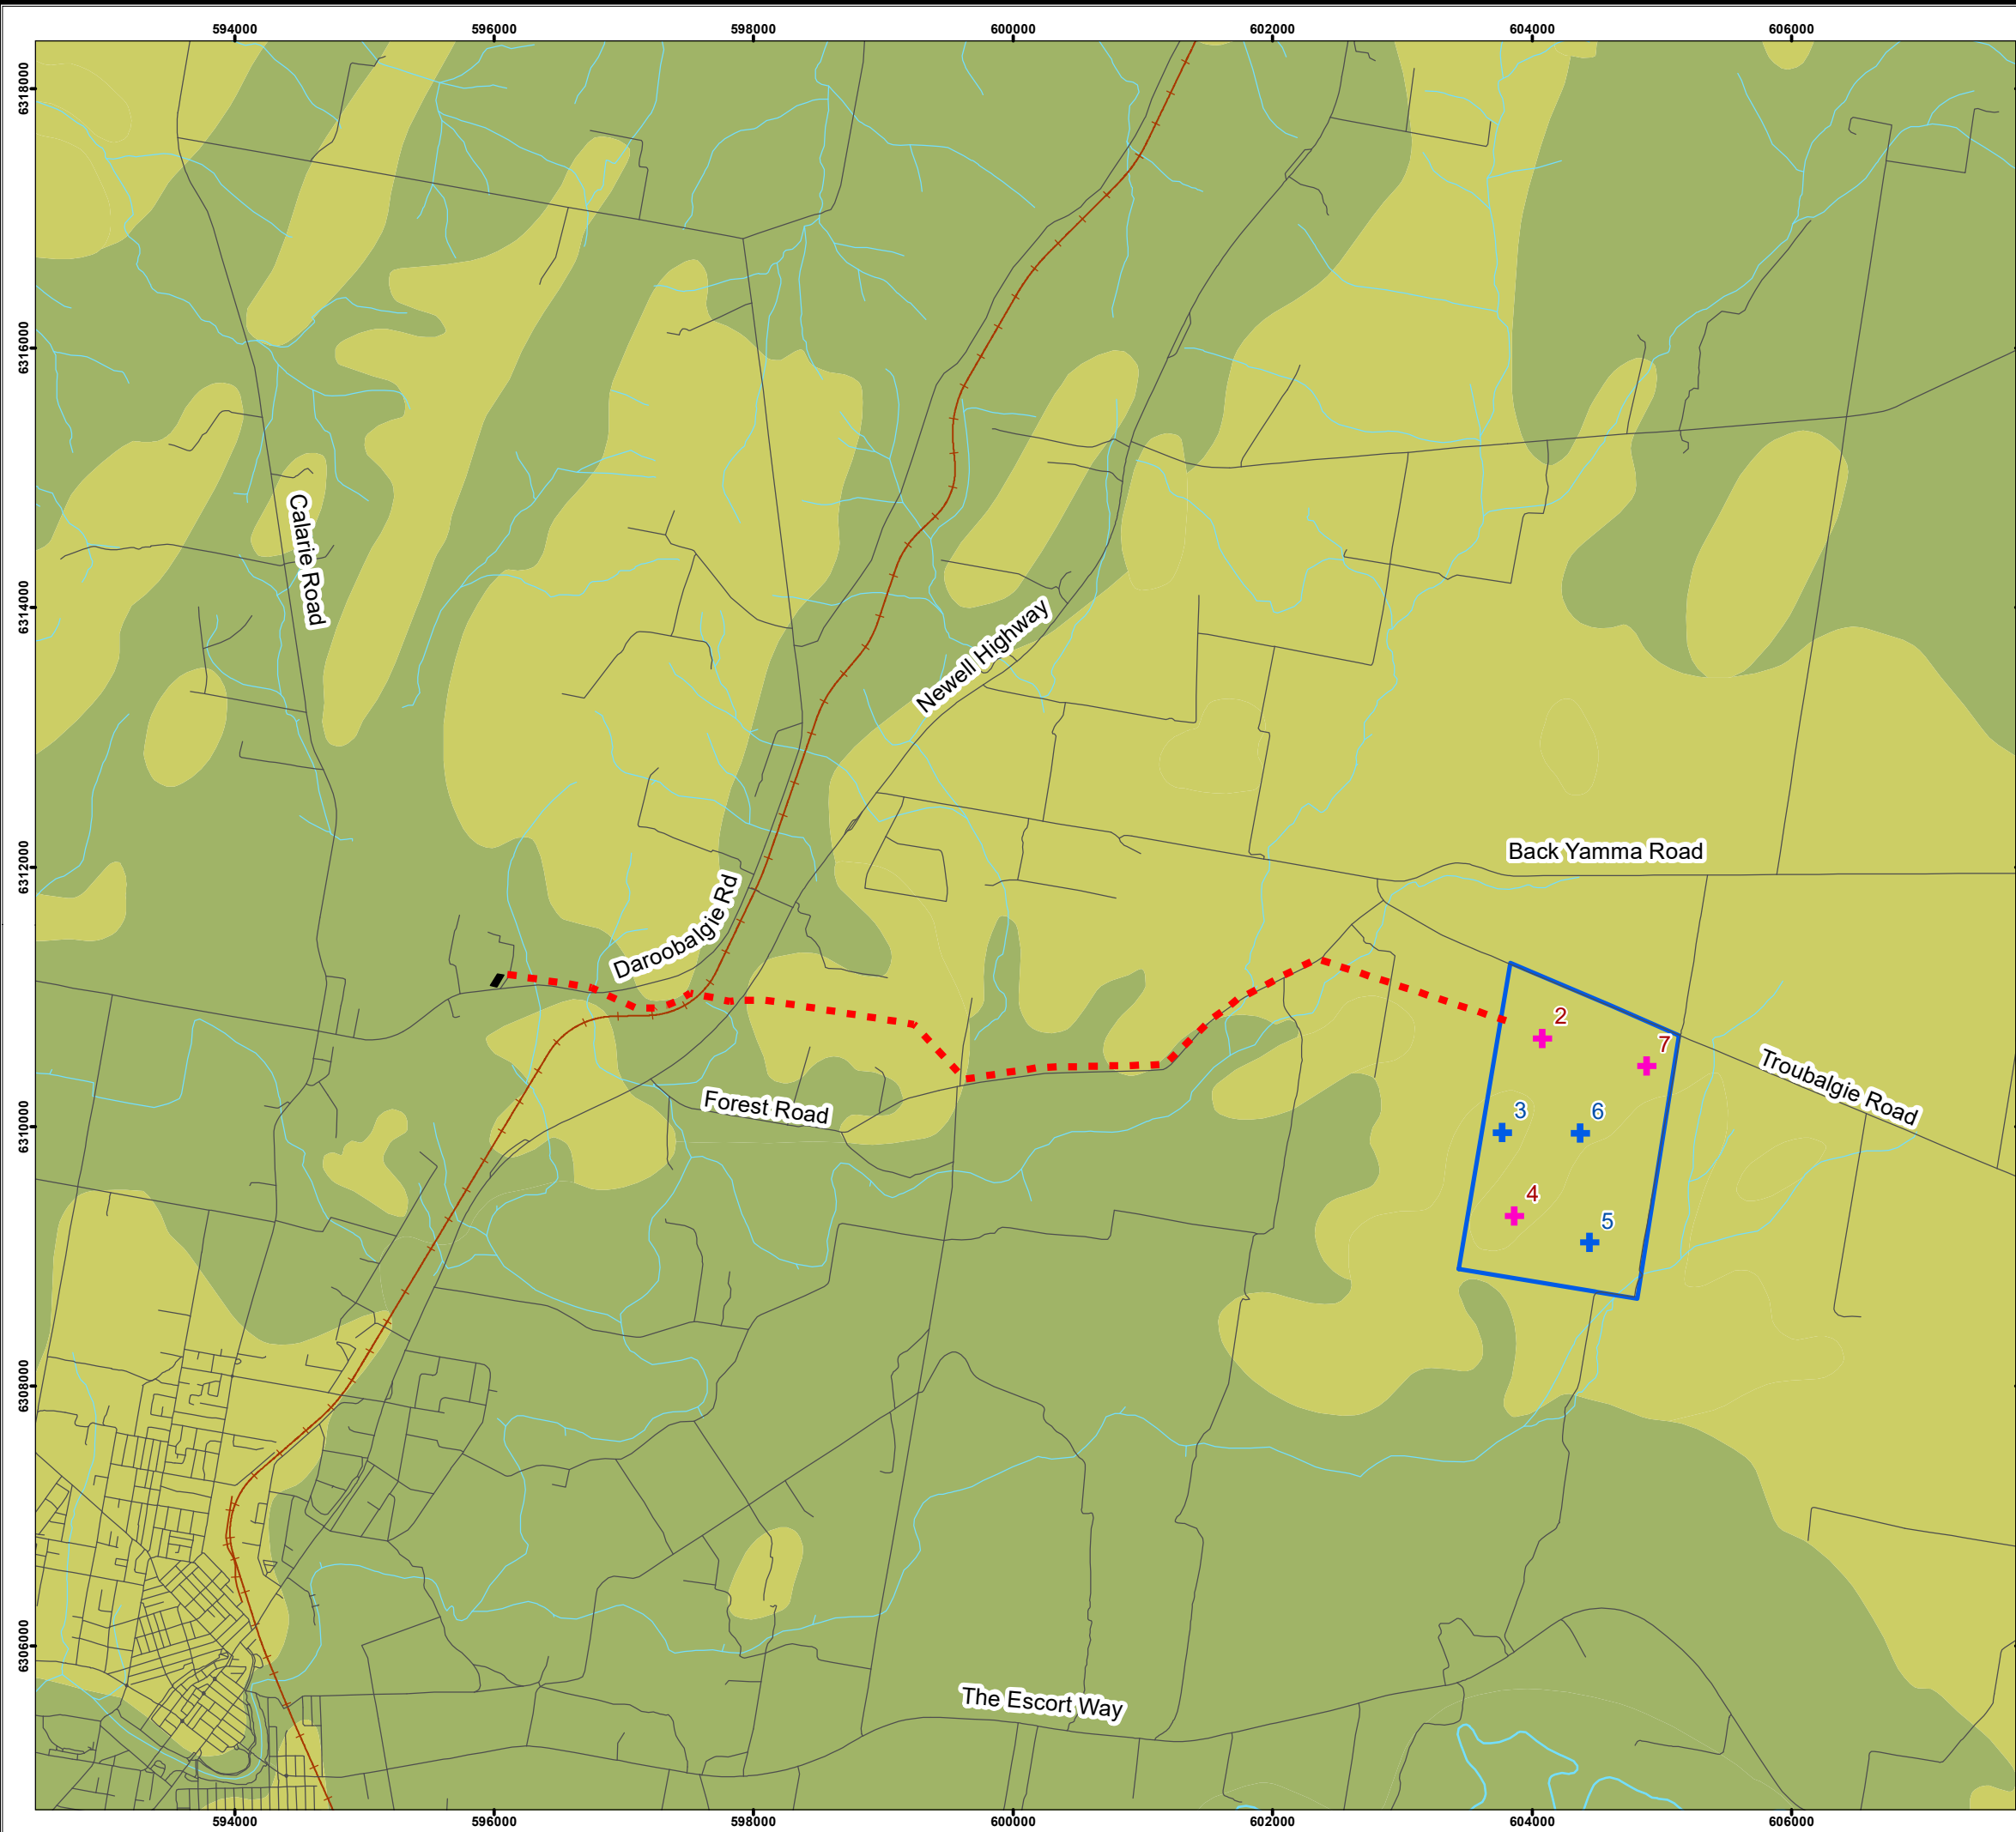 594000 596000 598000 600000 602000 604000 606000
6318000
6316000
Calarie Road
6314000
Newell Highway
6312000
Back Yamma Road
Daroobalgie Rd
2
7
Troubalgie Road
Forest Road
6310000
3 6
4
5
6308000
6306000
The Escort Way
594000 596000 598000 600000 602000 604000 606000